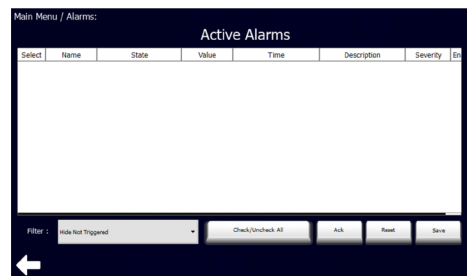 Main Menu / Alarms:
Active Alarms
Select Name State Value Time Description Severity En
Filter : Hide Not Triggered Check/Uncheck All Ack Reset Save